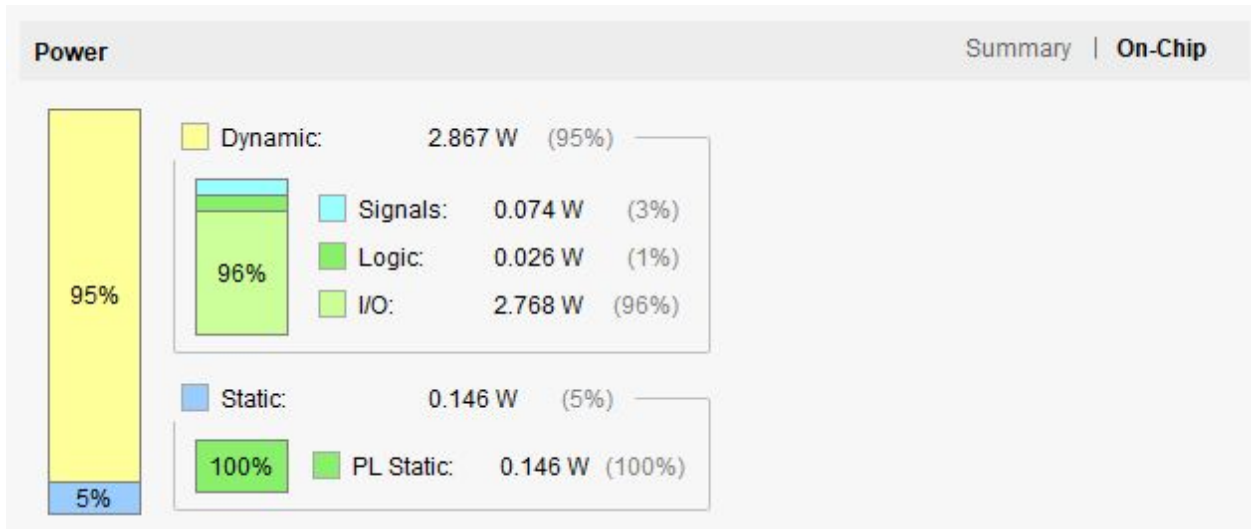 Power Summary | On-Chip
Dynamic: 2.867 W (95%)
Signals: 0.074 W (3%)
Logic: 0.026 W (1%)
96%
I/O: 2.768 W (96%)
95%
Static: 0.146 W (5%)
100% PL Static: 0.146 W (100%)
5%